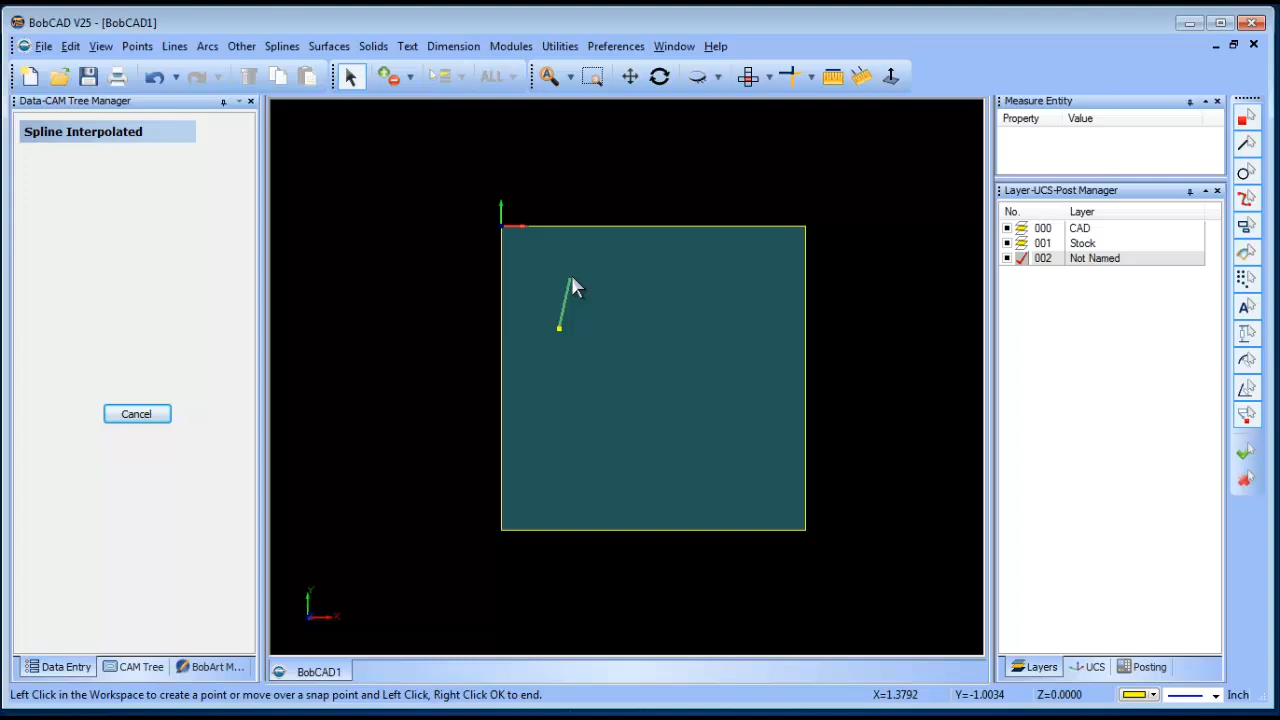 BobCAD V25 - [BobCAD1]
File Edit View Points Lines Arcs Other Splines Surfaces Solids Text Dimension Modules Utilities Preferences Window Help
ALL
Data-CAM Tree Manager
Spline Interpolated
Cancel
Data Entry CAM Tree BobArt M...
Y
X
BobCAD1
Measure Entity
Property Value
Layer-UCS-Post Manager
No. Layer
000 CAD
001 Stock
002 Not Named
A
Layers UCS Posting
Left Click in the Workspace to create a point or move over a snap point and Left Click, Right Click OK to end. X=1.3792 Y=-1.0034 Z=0.0000 Inch